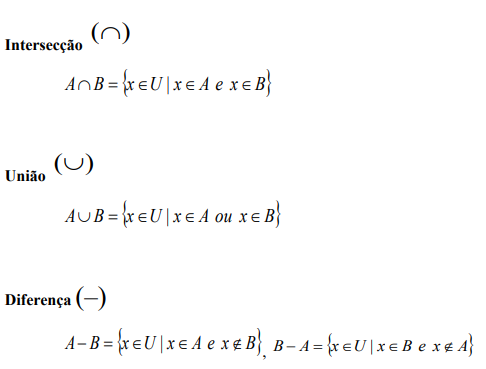 Intersecção (∩)
A∩B = {x∈U | x∈A e x∈B}
União (∪)
A∪B = {x∈U | x∈A ou x∈B}
Diferença (–)
A–B = {x∈U | x∈A e x∉B}, B–A = {x∈U | x∈B e x∉A}